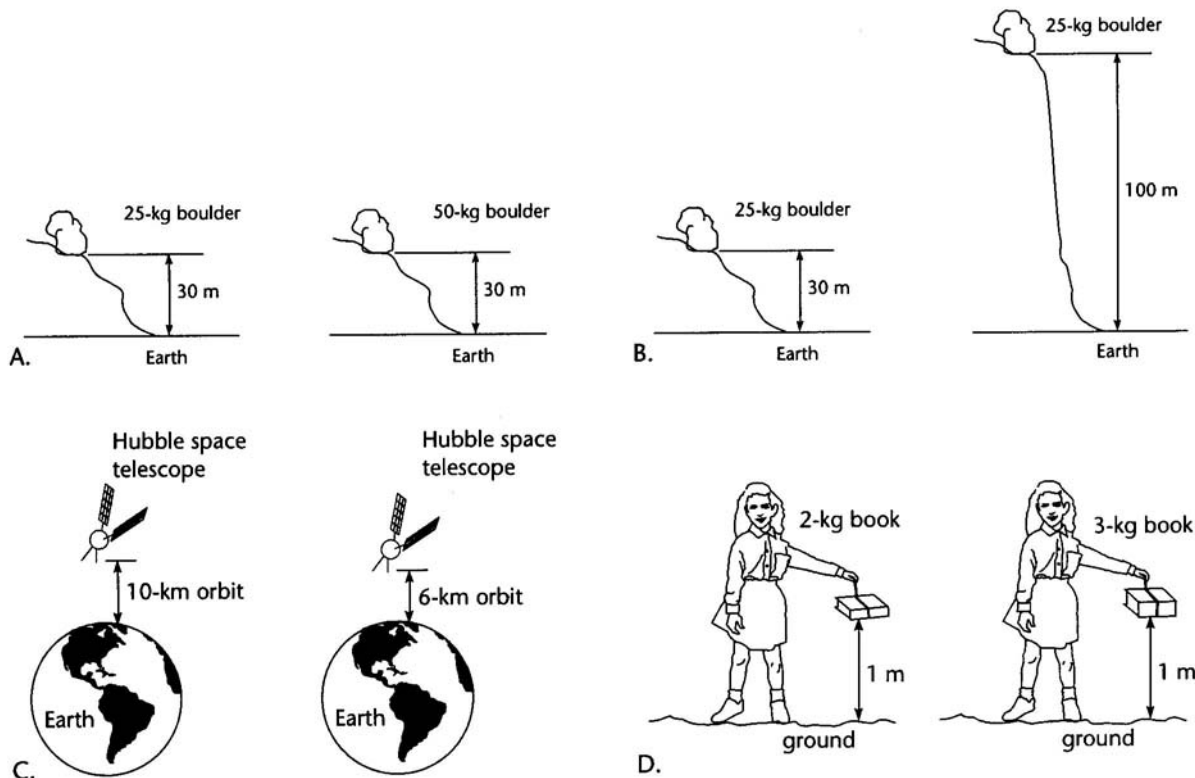 25-kg boulder
30 m
Earth
50-kg boulder
30 m
Earth
A.
25-kg boulder
30 m
Earth
25-kg boulder
100 m
Earth
B.
Hubble space
telescope
10-km orbit
Earth
Hubble space
telescope
6-km orbit
Earth
C.
2-kg book
1 m
ground
3-kg book
1 m
ground
D.